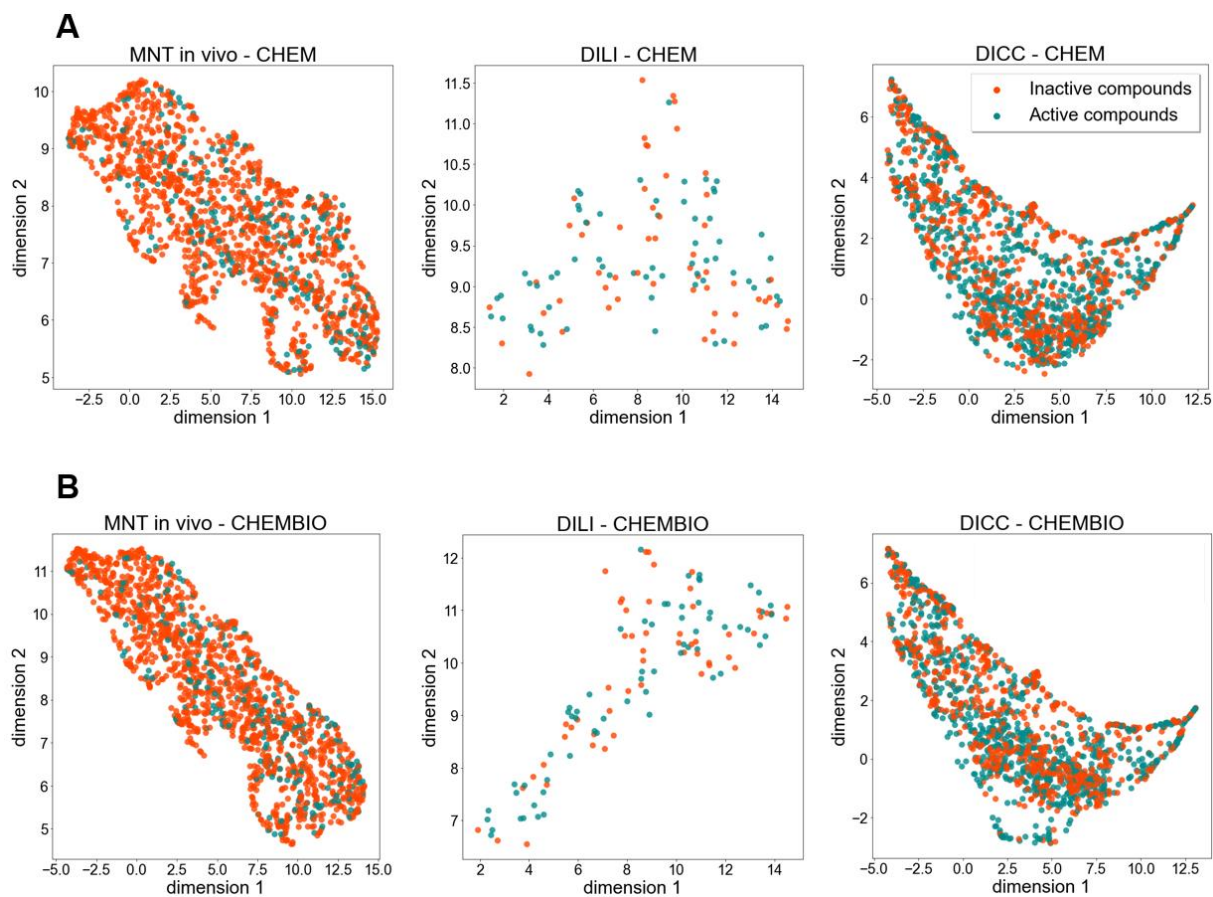 A
MNT in vivo - CHEM
DILI - CHEM
DICC - CHEM
Inactive compounds
Active compounds
10
9
8
7
6
5
dimension 2
−2.5 0.0 2.5 5.0 7.5 10.0 12.5 15.0
dimension 1
11.5
11.0
10.5
10.0
9.5
9.0
8.5
8.0
dimension 2
2 4 6 8 10 12 14
dimension 1
6
4
2
0
−2
dimension 2
−5.0 −2.5 0.0 2.5 5.0 7.5 10.0 12.5
dimension 1
B
MNT in vivo - CHEMBIO
DILI - CHEMBIO
DICC - CHEMBIO
11
10
9
8
7
6
5
dimension 2
−5.0 −2.5 0.0 2.5 5.0 7.5 10.0 12.5 15.0
dimension 1
12
11
10
9
8
7
dimension 2
2 4 6 8 10 12 14
dimension 1
6
4
2
0
−2
dimension 2
−5.0 −2.5 0.0 2.5 5.0 7.5 10.0 12.5
dimension 1